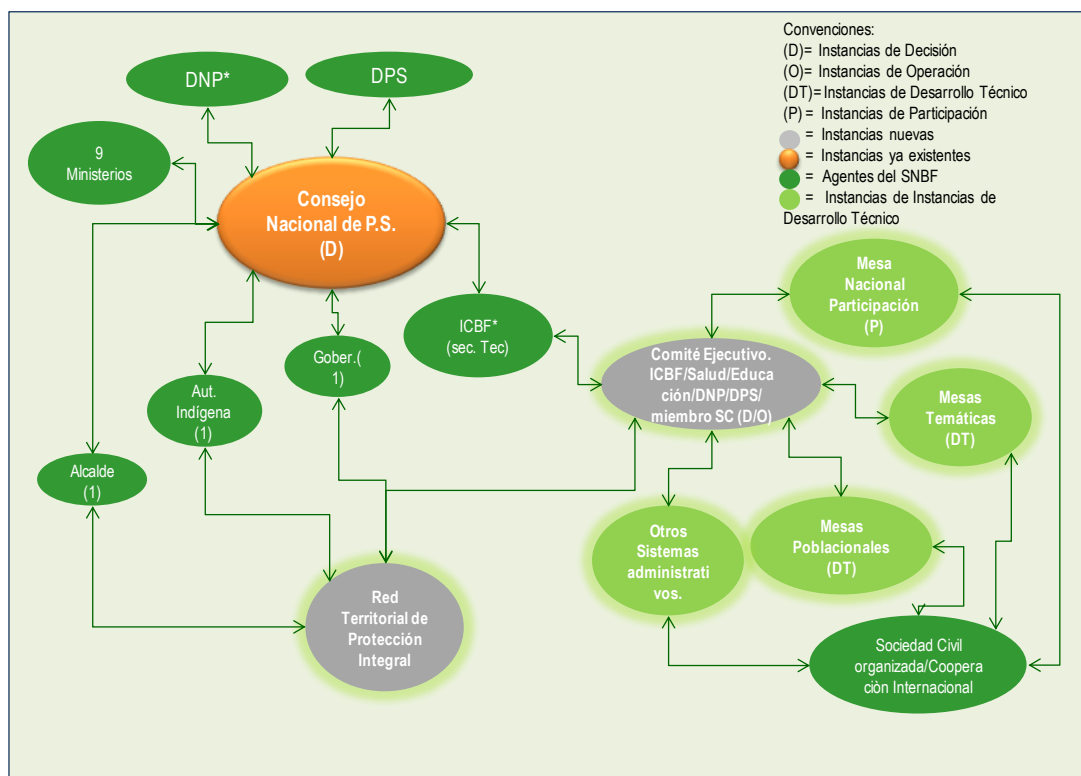 Convenciones:
(D)= Instancias de Decisión
(O)= Instancias de Operación
(DT)=Instancias de Desarrollo Técnico
(P) = Instancias de Participación
= Instancias nuevas
= Instancias ya existentes
= Agentes del SNBF
= Instancias de Instancias de
Desarrollo Técnico
DNP*
DPS
9
Ministerios
Consejo
Nacional de P.S.
(D)
Mesa
Nacional
Participación
(P)
ICBF*
(sec. Tec)
Gober.(
1)
Comité Ejecutivo.
ICBF/Salud/Educa
ción/DNP/DPS/
miembro SC (D/O)
Mesas
Temáticas
(DT)
Aut.
Indígena
(1)
Alcalde
(1)
Otros
Sistemas
administrati
vos.
Mesas
Poblacionales
(DT)
Red
Territorial de
Protección
Integral
Sociedad Civil
organizada/Coopera
ciòn Internacional